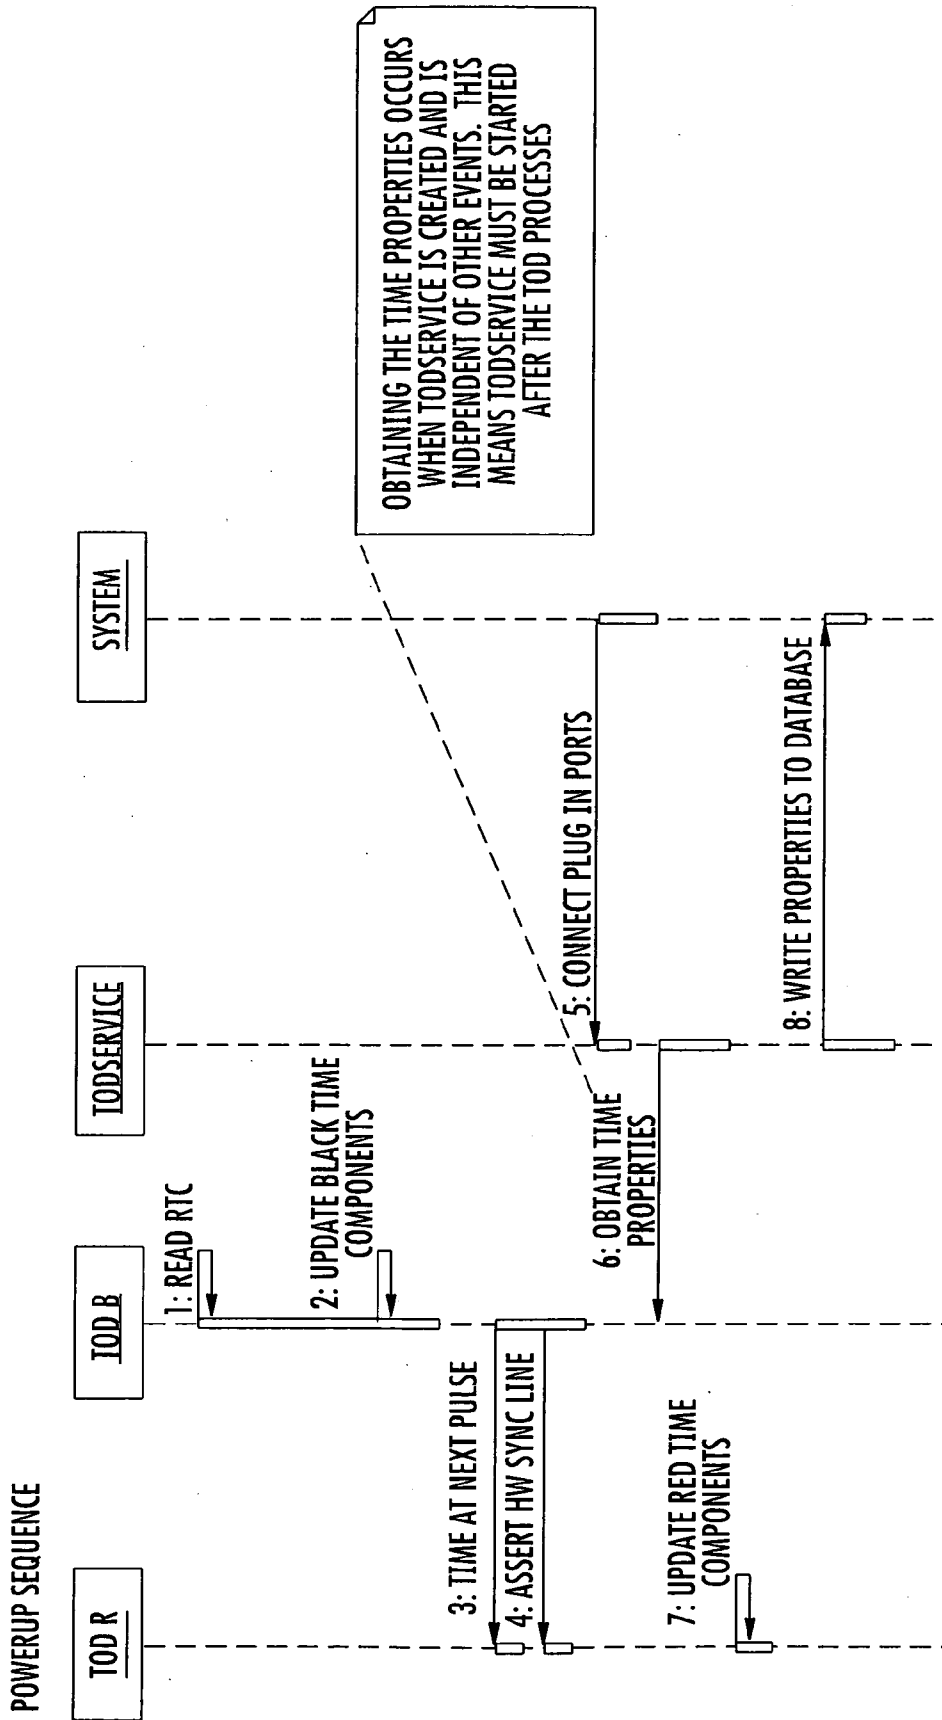 POWERUP SEQUENCE
TOD R
TOD B
TODSERVICE
SYSTEM
1: READ RTC
2: UPDATE BLACK TIME
COMPONENTS
3: TIME AT NEXT PULSE
4: ASSERT HW SYNC LINE
5: CONNECT PLUG IN PORTS
6: OBTAIN TIME
PROPERTIES
7: UPDATE RED TIME
COMPONENTS
8: WRITE PROPERTIES TO DATABASE
OBTAINING THE TIME PROPERTIES OCCURS
WHEN TODSERVICE IS CREATED AND IS
INDEPENDENT OF OTHER EVENTS. THIS
MEANS TODSERVICE MUST BE STARTED
AFTER THE TOD PROCESSES